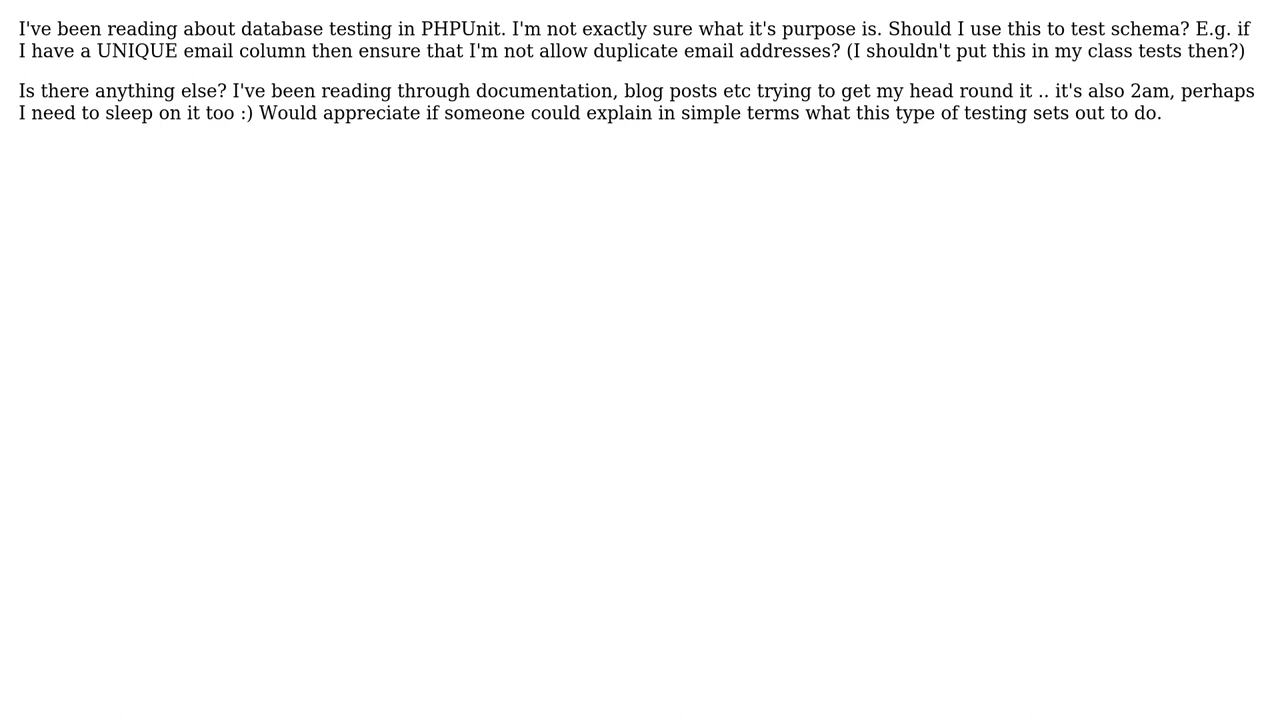 I've been reading about database testing in PHPUnit. I'm not exactly sure what it's purpose is. Should I use this to test schema? E.g. if
I have a UNIQUE email column then ensure that I'm not allow duplicate email addresses? (I shouldn't put this in my class tests then?)
Is there anything else? I've been reading through documentation, blog posts etc trying to get my head round it .. it's also 2am, perhaps
I need to sleep on it too :) Would appreciate if someone could explain in simple terms what this type of testing sets out to do.